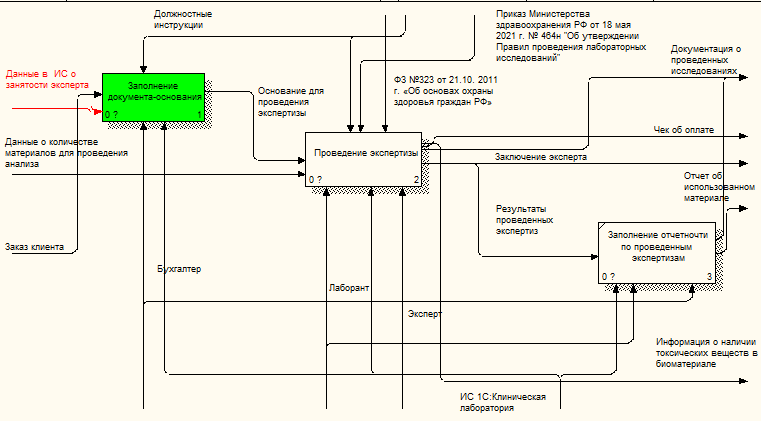 Должностные
инструкции
Приказ Министерства
здравоохранения РФ от 18 мая
2021 г. № 464н "Об утверждении
Правил проведения лабораторных
исследований"
Документация о
проведенных
исследованиях
Данные в ИС о
занятости эксперта
Заполнение
документа-основания
0 ?
1
Основание для
проведения
экспертизы
ФЗ №323 от 21.10. 2011
г. «Об основах охраны
здоровья граждан РФ»
Чек об оплате
Данные о количестве
материалов для проведения
анализа
Проведение экспертизы
0 ?
2
Заключение эксперта
Отчет об
использованном
материале
Результаты
проведенных
экспертиз
Заказ клиента
Заполнение отчетночти
по проведенным
экспертизам
0 ?
3
Бухгалтер
Лаборант
Эксперт
Информация о наличии
токсических веществ в
биоматериале
ИС 1С:Клиническая
лаборатория